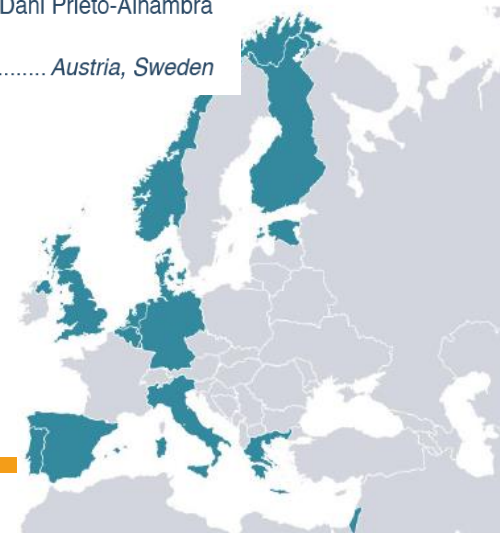 Dani Prieto-Alhambra
........ Austria, Sweden